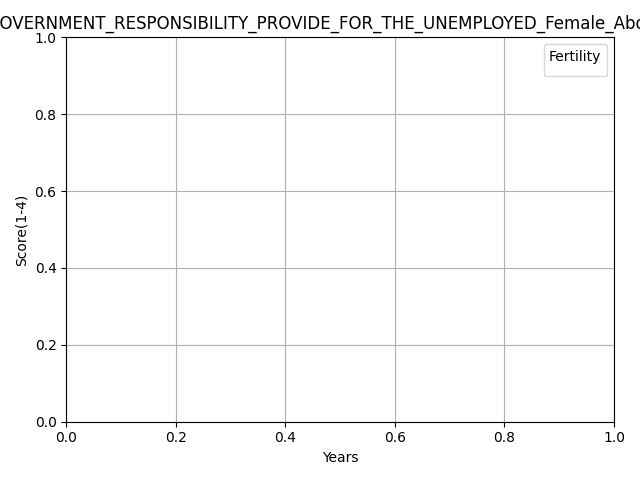 OVERNMENT_RESPONSIBILITY_PROVIDE_FOR_THE_UNEMPLOYED_Female_Abo
Fertility
1.0
0.8
0.6
0.4
0.2
0.0
Score(1-4)
0.0 0.2 0.4 0.6 0.8 1.0
Years